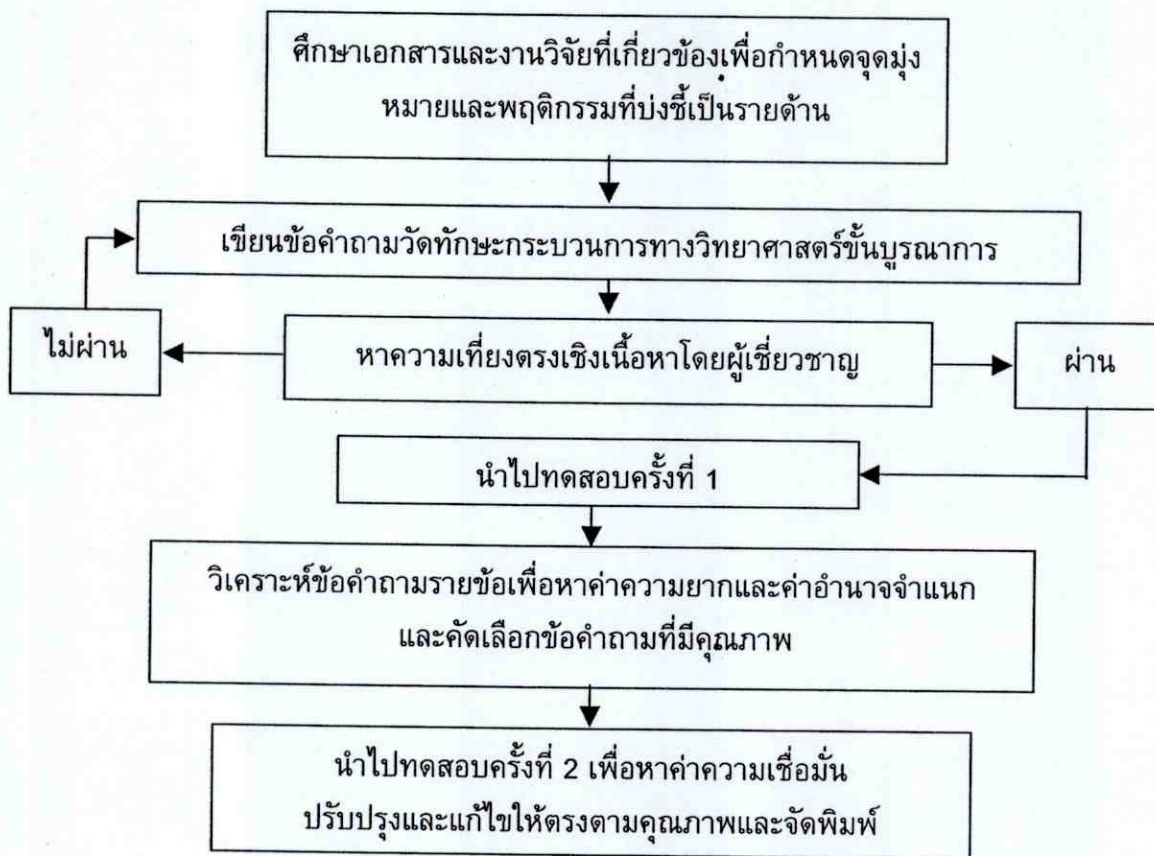 ศึกษาเอกสารและงานวิจัยที่เกี่ยวข้องเพื่อกำหนดจุดมุ่ง
หมายและพฤติกรรมที่บ่งชี้เป็นรายด้าน
เขียนข้อคำถามวัดทักษะกระบวนการทางวิทยาศาสตร์ขั้นบูรณาการ
ไม่ผ่าน
หาความเที่ยงตรงเชิงเนื้อหาโดยผู้เชี่ยวชาญ
ผ่าน
นำไปทดสอบครั้งที่ 1
วิเคราะห์ข้อคำถามรายข้อเพื่อหาค่าความยากและค่าอำนาจจำแนก
และคัดเลือกข้อคำถามที่มีคุณภาพ
นำไปทดสอบครั้งที่ 2 เพื่อหาค่าความเชื่อมั่น
ปรับปรุงและแก้ไขให้ตรงตามคุณภาพและจัดพิมพ์